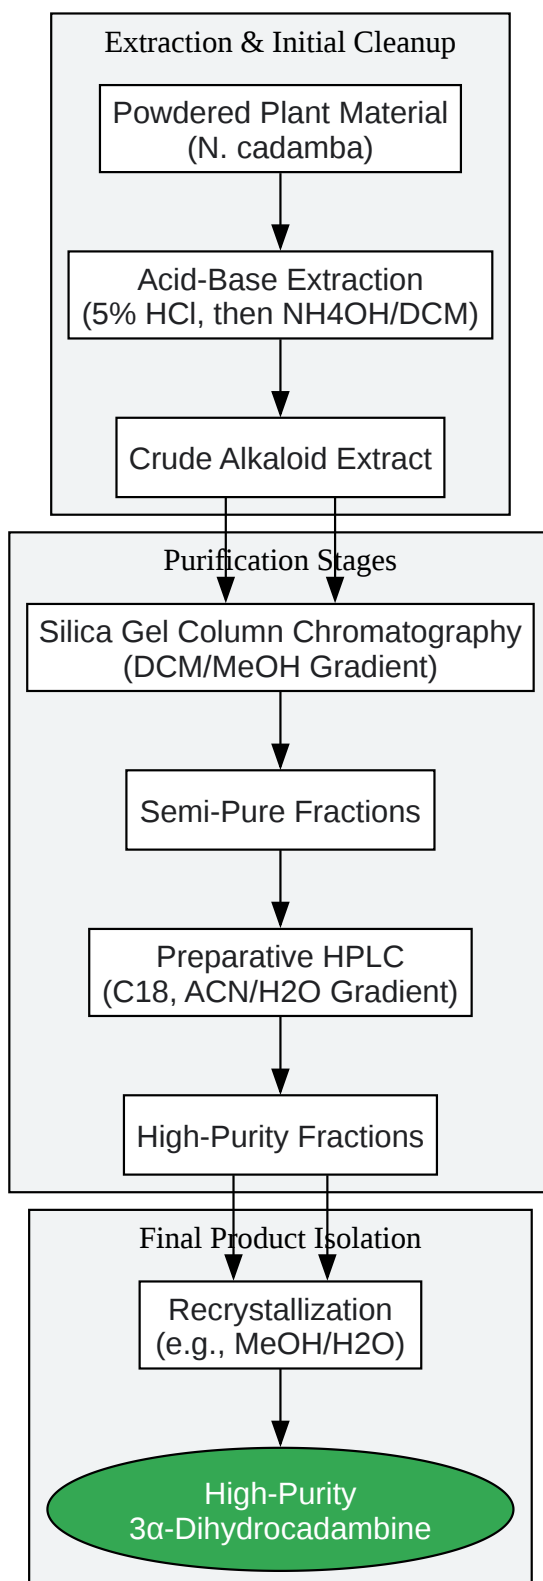 Extraction & Initial Cleanup
Powdered Plant Material
(N. cadamba)
Acid-Base Extraction
(5% HCl, then NH4OH/DCM)
Crude Alkaloid Extract
Purification Stages
Silica Gel Column Chromatography
(DCM/MeOH Gradient)
Semi-Pure Fractions
Preparative HPLC
(C18, ACN/H2O Gradient)
High-Purity Fractions
Final Product Isolation
Recrystallization
(e.g., MeOH/H2O)
High-Purity
3α-Dihydrocadambine